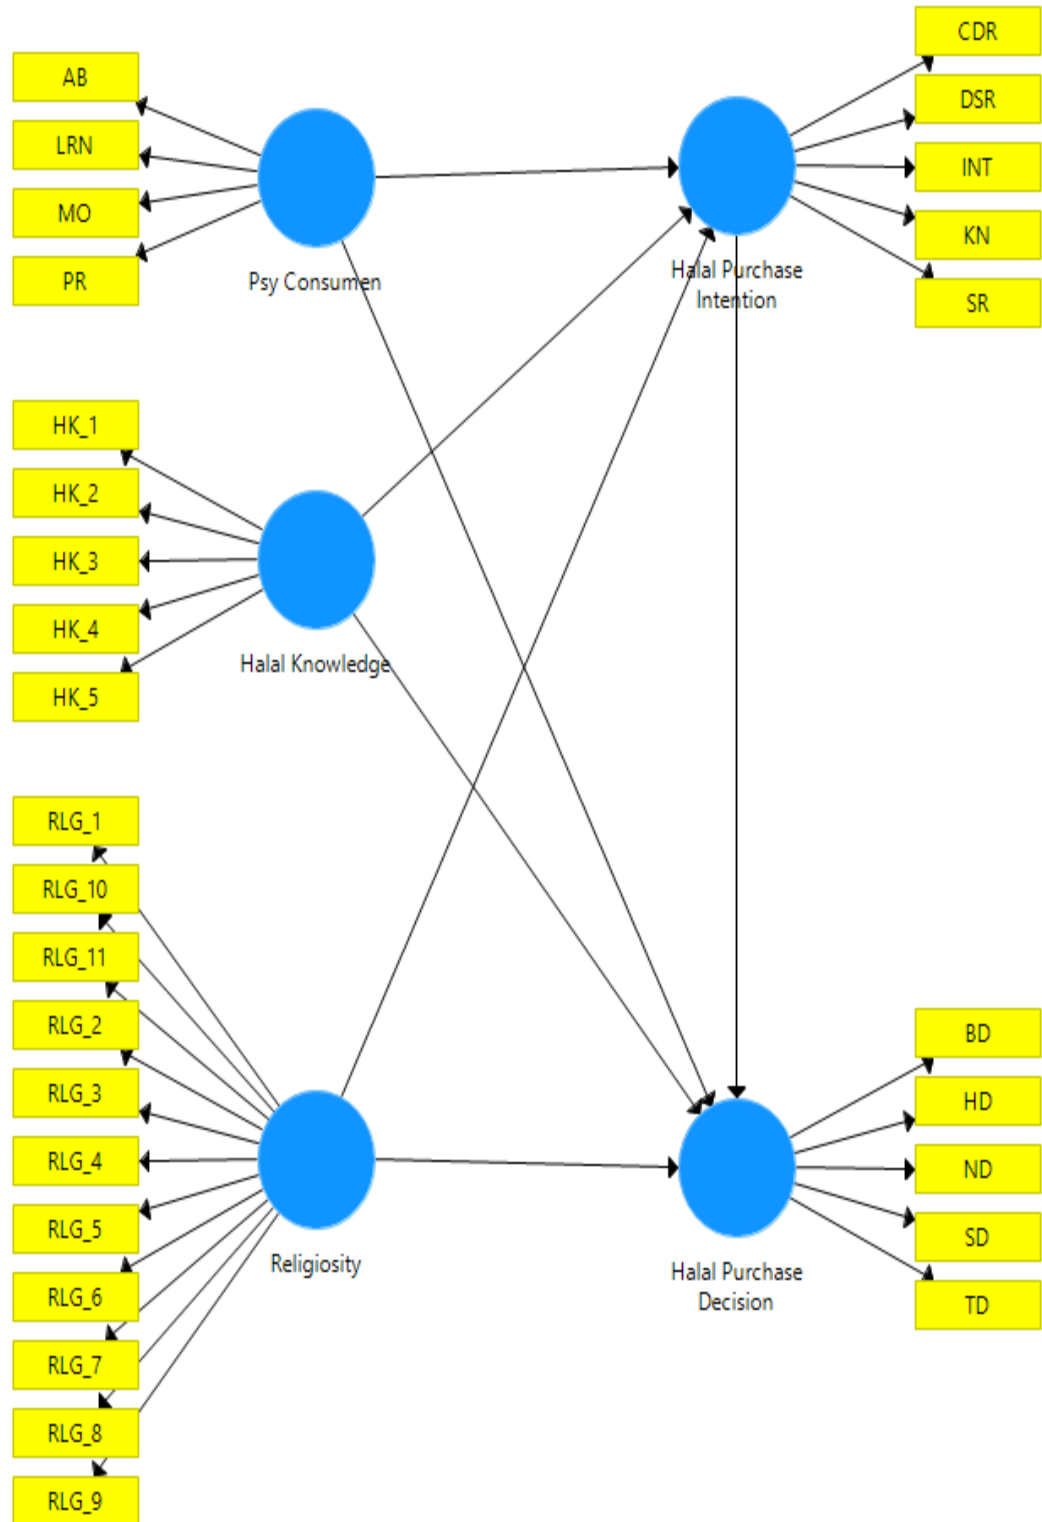 AB
LRN
MO
PR
Psy Consumen
CDR
DSR
INT
KN
SR
Halal Purchase
Intention
HK_1
HK_2
HK_3
HK_4
HK_5
Halal Knowledge
RLG_1
RLG_10
RLG_11
RLG_2
RLG_3
RLG_4
RLG_5
RLG_6
RLG_7
RLG_8
RLG_9
Religiosity
BD
HD
ND
SD
TD
Halal Purchase
Decision